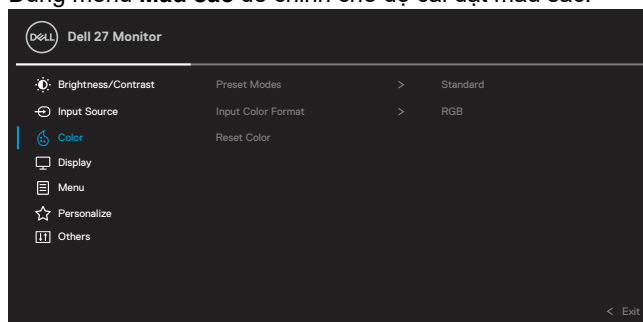 Dùng menu Màu sắc để chỉnh chế độ cài đặt màu sắc.
DELL Dell 27 Monitor
Brightness/Contrast Preset Modes > Standard
Input Source Input Color Format > RGB
Color Reset Color
Display
Menu
Personalize
Others
< Exit